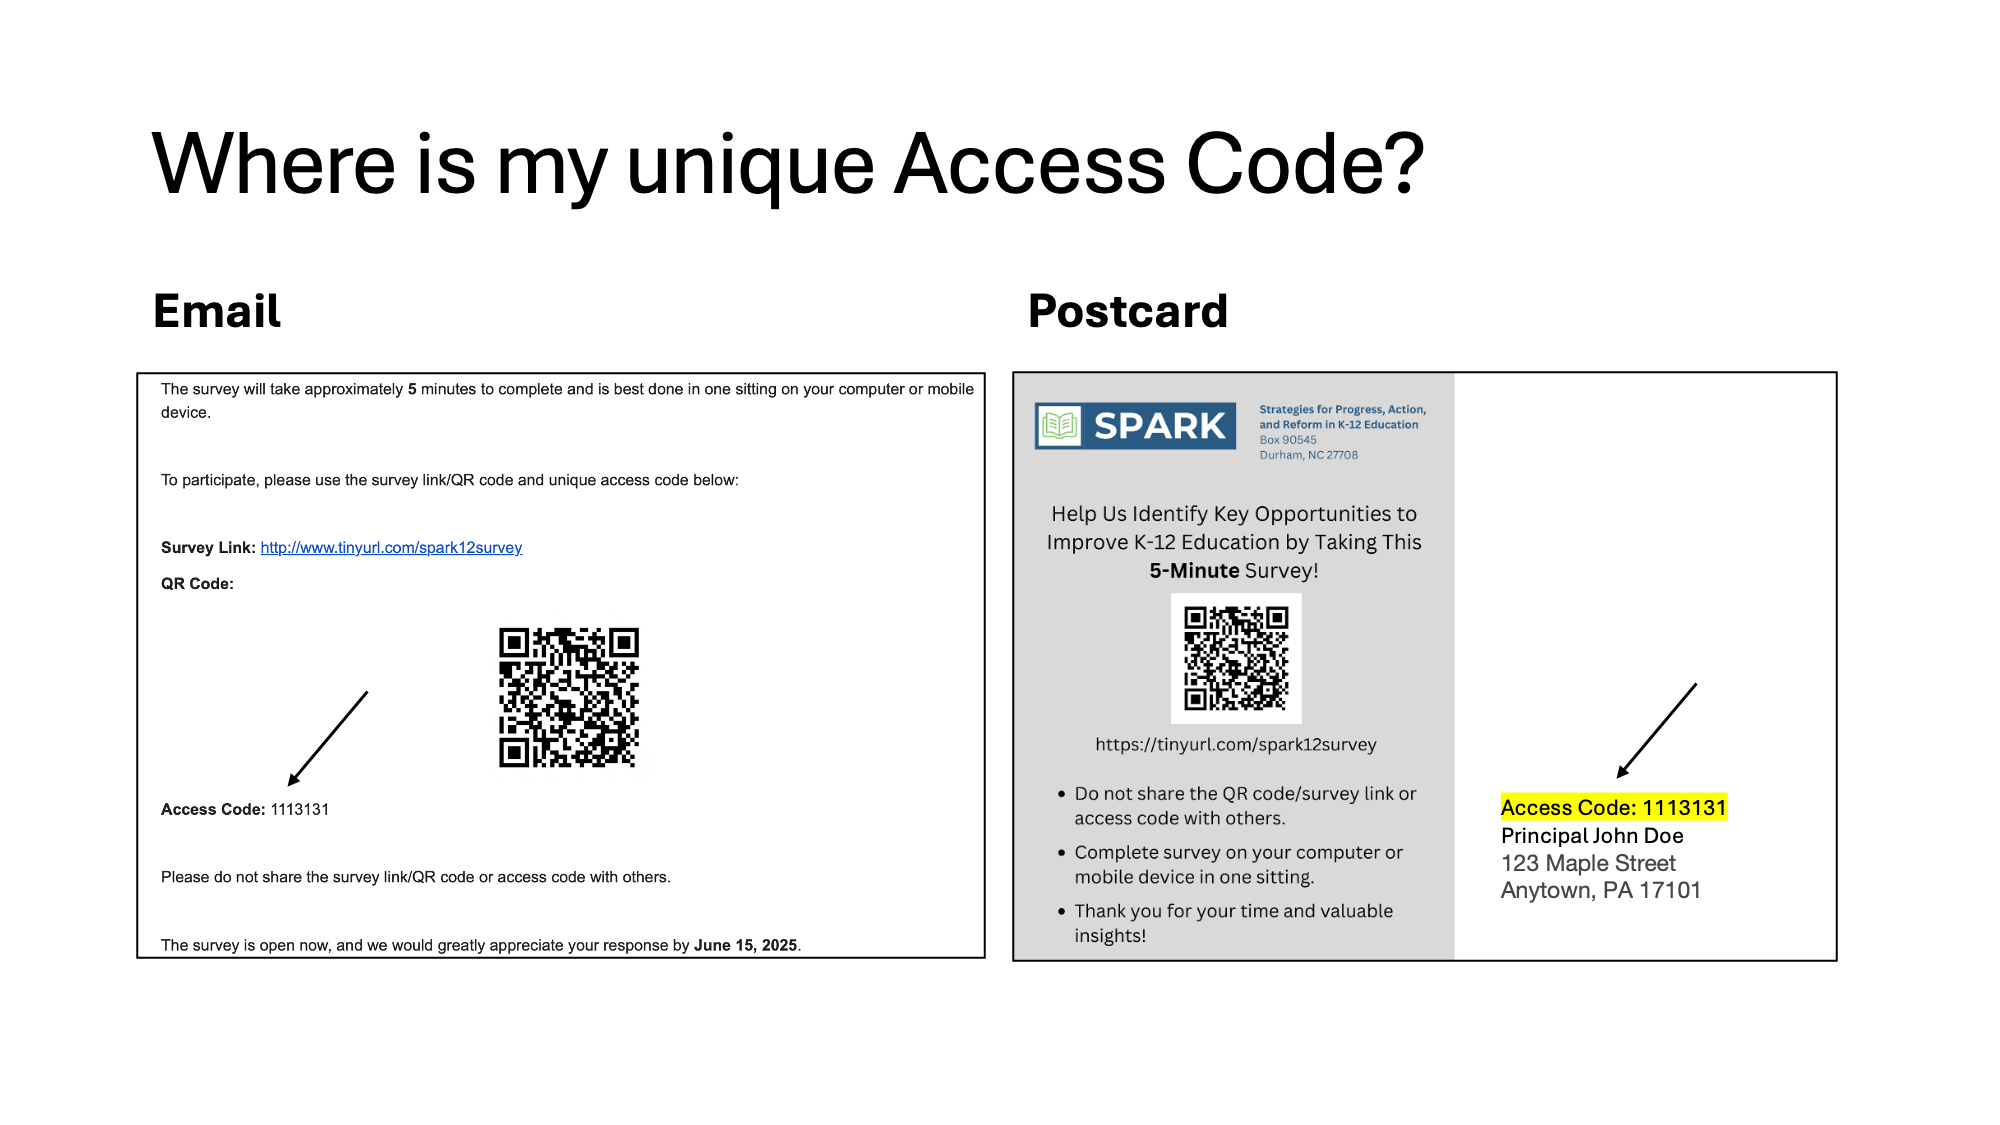 Where is my unique Access Code?
Email
The survey will take approximately 5 minutes to complete and is best done in one sitting on your computer or mobile
device.
To participate, please use the survey link/QR code and unique access code below:
Survey Link: http://www.tinyurl.com/spark12survey
QR Code:
Access Code: 1113131
Please do not share the survey link/QR code or access code with others.
The survey is open now, and we would greatly appreciate your response by June 15, 2025.
Postcard
SPARK
Strategies for Progress, Action,
and Reform in K-12 Education
Box 90545
Durham, NC 27708
Help Us Identify Key Opportunities to
Improve K-12 Education by Taking This
5-Minute Survey!
https://tinyurl.com/spark12survey
• Do not share the QR code/survey link or
access code with others.
• Complete survey on your computer or
mobile device in one sitting.
• Thank you for your time and valuable
insights!
Access Code: 1113131
Principal John Doe
123 Maple Street
Anytown, PA 17101